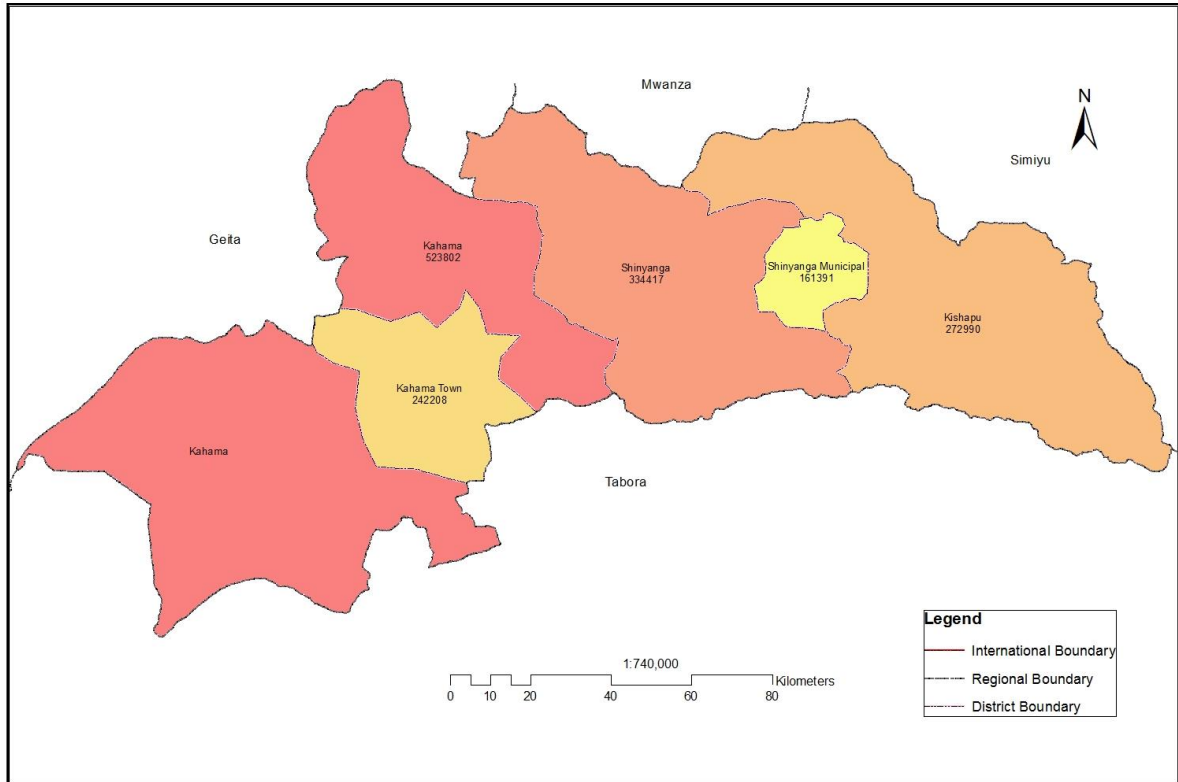 Mwanza
N
Simiyu
Geita
Kahama
523802
Shinyanga
334417
Shinyanga Municipal
161391
Kishapu
272990
Kahama Town
242208
Kahama
Tabora
Legend
International Boundary
Regional Boundary
District Boundary
1:740,000
Kilometers
0 10 20 40 60 80